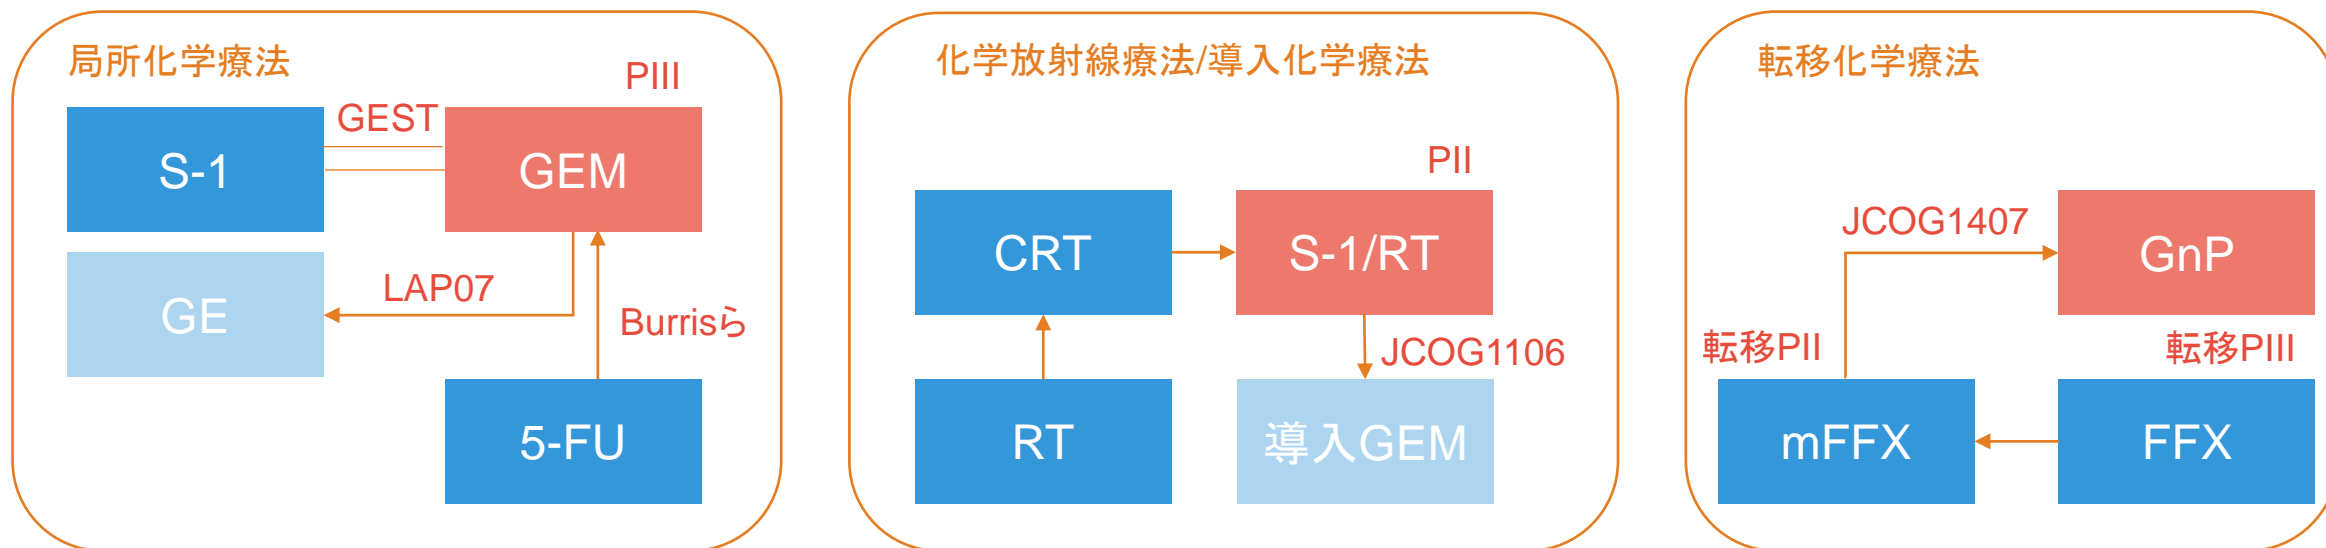 局所化学療法
PIII
GEST
S-1
GEM
GE
LAP07
Burrisら
5-FU
化学放射線療法/導入化学療法
PII
CRT
S-1/RT
JCOG1106
RT
導入GEM
転移化学療法
JCOG1407
GnP
転移PII
転移PIII
mFFX
FFX